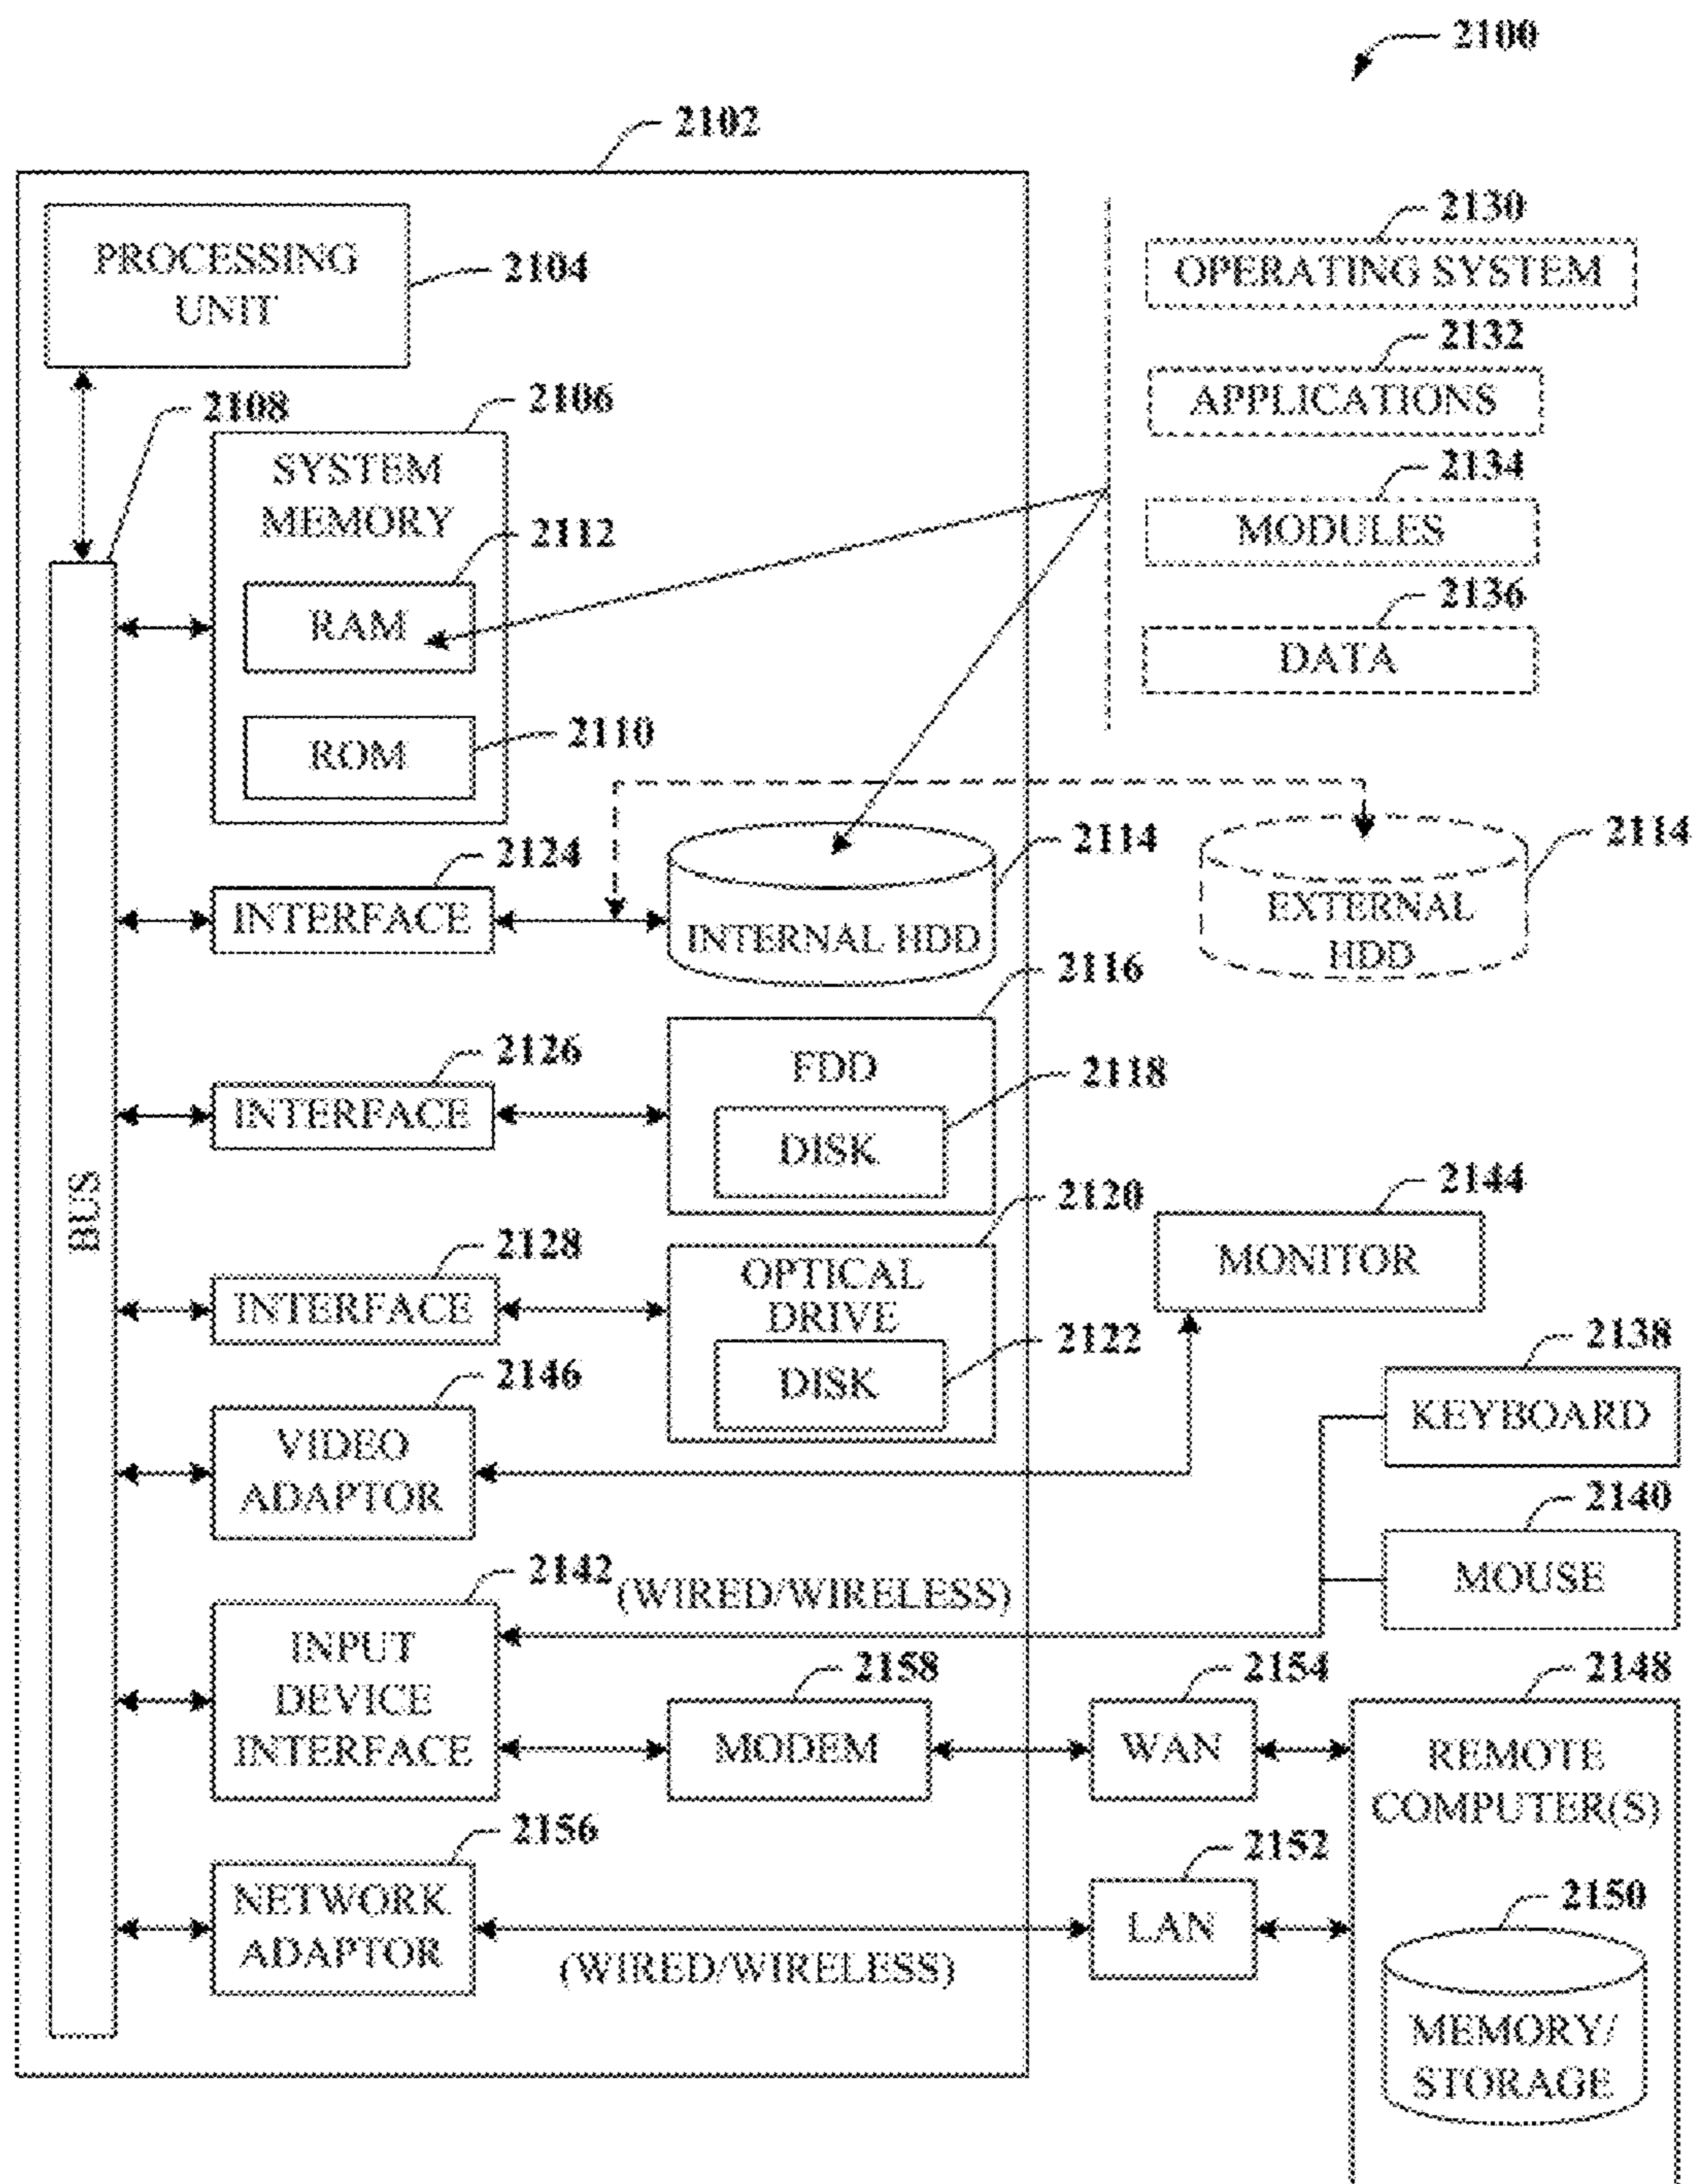 2100
2102
PROCESSING
UNIT
2104
2130
OPERATING SYSTEM
2132
APPLICATIONS
2134
MODULES
2136
DATA
2108
2106
SYSTEM
MEMORY
2112
RAM
2110
ROM
2124
INTERFACE
2114
INTERNAL HDD
2114
EXTERNAL
HDD
2116
2126
INTERFACE
FDD
2118
DISK
BUS
2120
2128
INTERFACE
OPTICAL
DRIVE
2122
DISK
2144
MONITOR
2138
KEYBOARD
2146
VIDEO
ADAPTOR
2140
MOUSE
2142
(WIRED/WIRELESS)
INPUT
DEVICE
INTERFACE
2158
MODEM
2154
WAN
2148
REMOTE
COMPUTER(S)
2156
NETWORK
ADAPTOR
(WIRED/WIRELESS)
2152
LAN
2150
MEMORY/
STORAGE